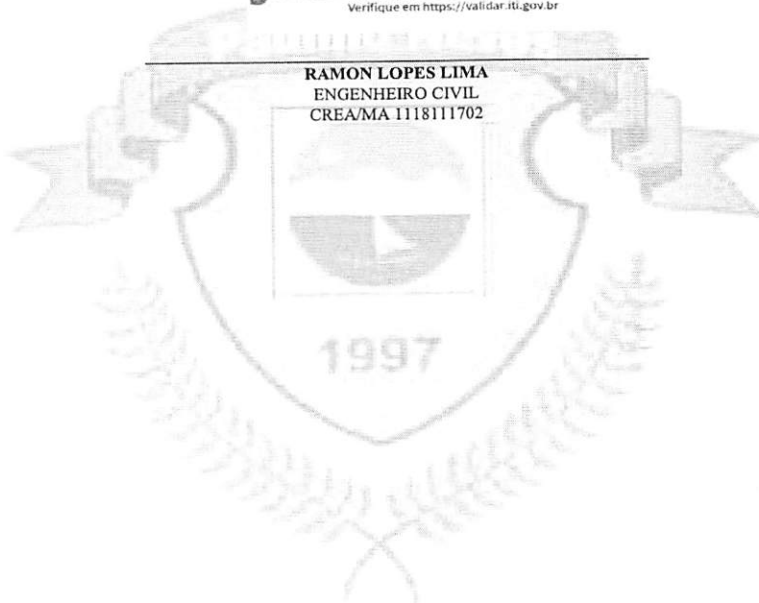 Verifique em https://validar.iti.gov.br
RAMON LOPES LIMA
ENGENHEIRO CIVIL
CREA/MA 1118111702
1997